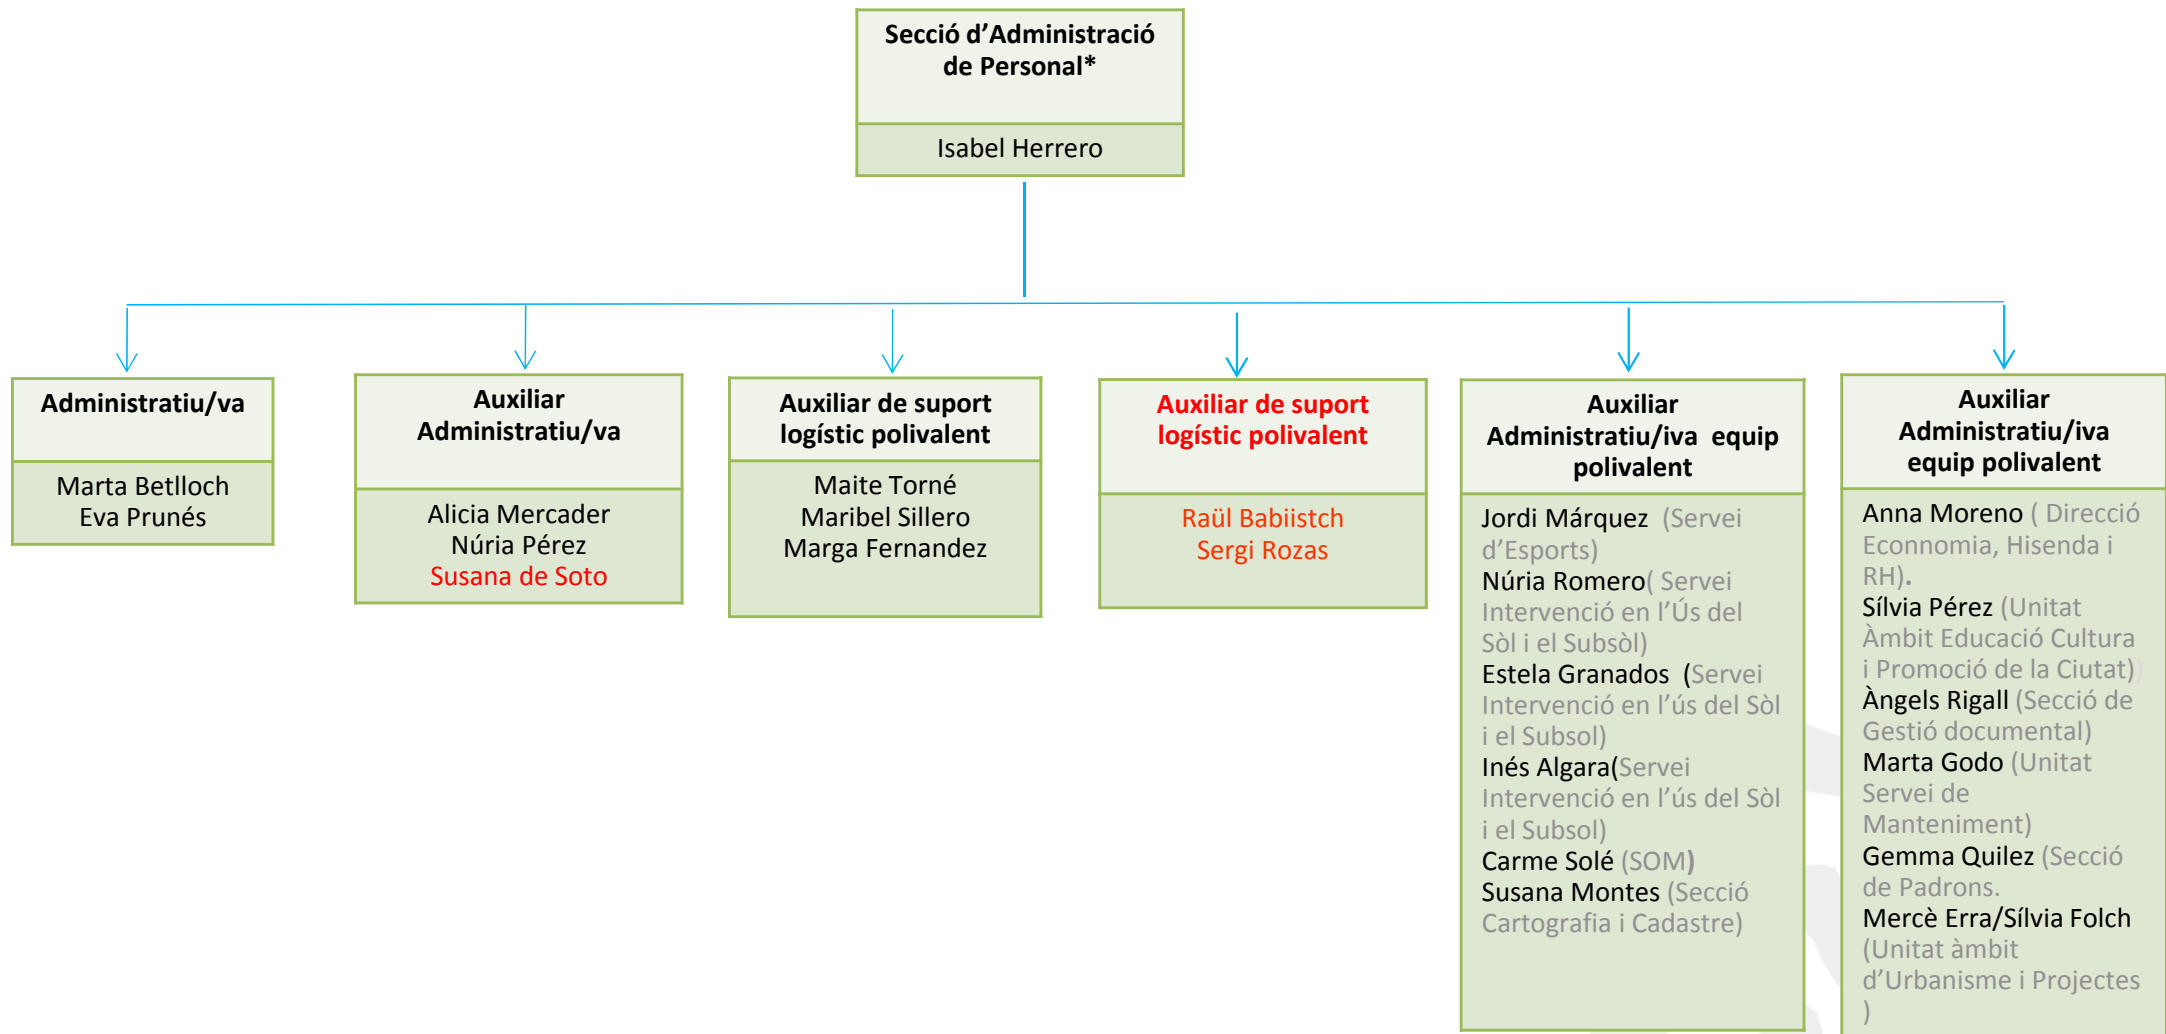 Secció d’Administració
de Personal*
Isabel Herrero
Administratiu/va
Marta Betlloch
Eva Prunés
Auxiliar
Administratiu/va
Alicia Mercader
Núria Pérez
Susana de Soto
Auxiliar de suport
logístic polivalent
Maite Torné
Maribel Sillero
Marga Fernandez
Auxiliar de suport
logístic polivalent
Raül Babiistch
Sergi Rozas
Auxiliar
Administratiu/iva equip
polivalent
Jordi Márquez (Servei
d’Esports)
Núria Romero( Servei
Intervenció en l’Ús del
Sòl i el Subsòl)
Estela Granados (Servei
Intervenció en l’ús del Sòl
i el Subsol)
Inés Algara(Servei
Intervenció en l’ús del Sòl
i el Subsol)
Carme Solé (SOM)
Susana Montes (Secció
Cartografia i Cadastre)
Auxiliar
Administratiu/iva
equip polivalent
Anna Moreno ( Direcció
Econnomia, Hisenda i
RH).
Sílvia Pérez (Unitat
Àmbit Educació Cultura
i Promoció de la Ciutat)
Àngels Rigall (Secció de
Gestió documental)
Marta Godo (Unitat
Servei de
Manteniment)
Gemma Quilez (Secció
de Padrons.
Mercè Erra/Sílvia Folch
(Unitat àmbit
d’Urbanisme i Projectes
)